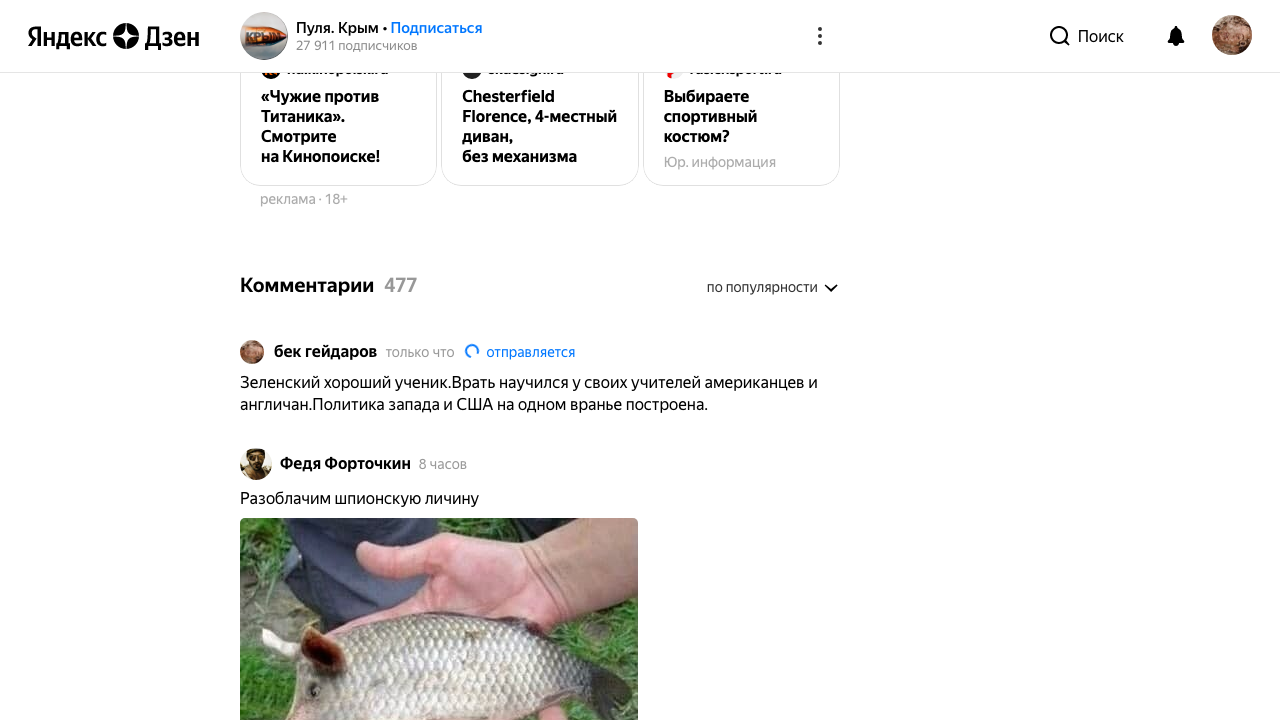 Яндекс Дзен
Пуля. Крым • Подписаться
27 911 подписчиков
Поиск
«Чужие против
Титаника».
Смотрите
на Кинопоиске!
Chesterfield
Florence, 4-местный
диван,
без механизма
Выбираете
спортивный
костюм?
Юр. информация
реклама · 18+
Комментарии 477
по популярности
бек гейдаров только что отправляется
Зеленский хороший ученик.Врать научился у своих учителей американцев и
англичан.Политика запада и США на одном вранье построена.
Федя Форточкин 8 часов
Разоблачим шпионскую личину